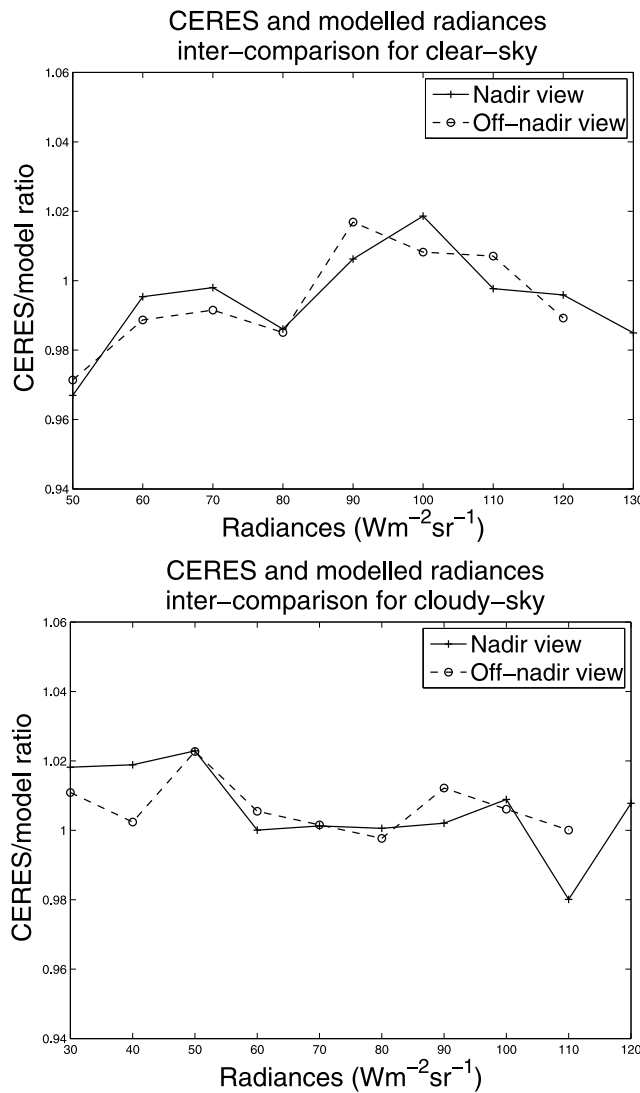 CERES and modelled radiances
inter−comparison for clear−sky
1.06
1.04
1.02
1
0.98
0.96
0.94
CERES/model ratio
Nadir view
Off−nadir view
50 60 70 80 90 100 110 120 130
Radiances (Wm⁻²sr⁻¹)
CERES and modelled radiances
inter−comparison for cloudy−sky
1.06
1.04
1.02
1
0.98
0.96
0.94
CERES/model ratio
Nadir view
Off−nadir view
30 40 50 60 70 80 90 100 110 120
Radiances (Wm⁻²sr⁻¹)